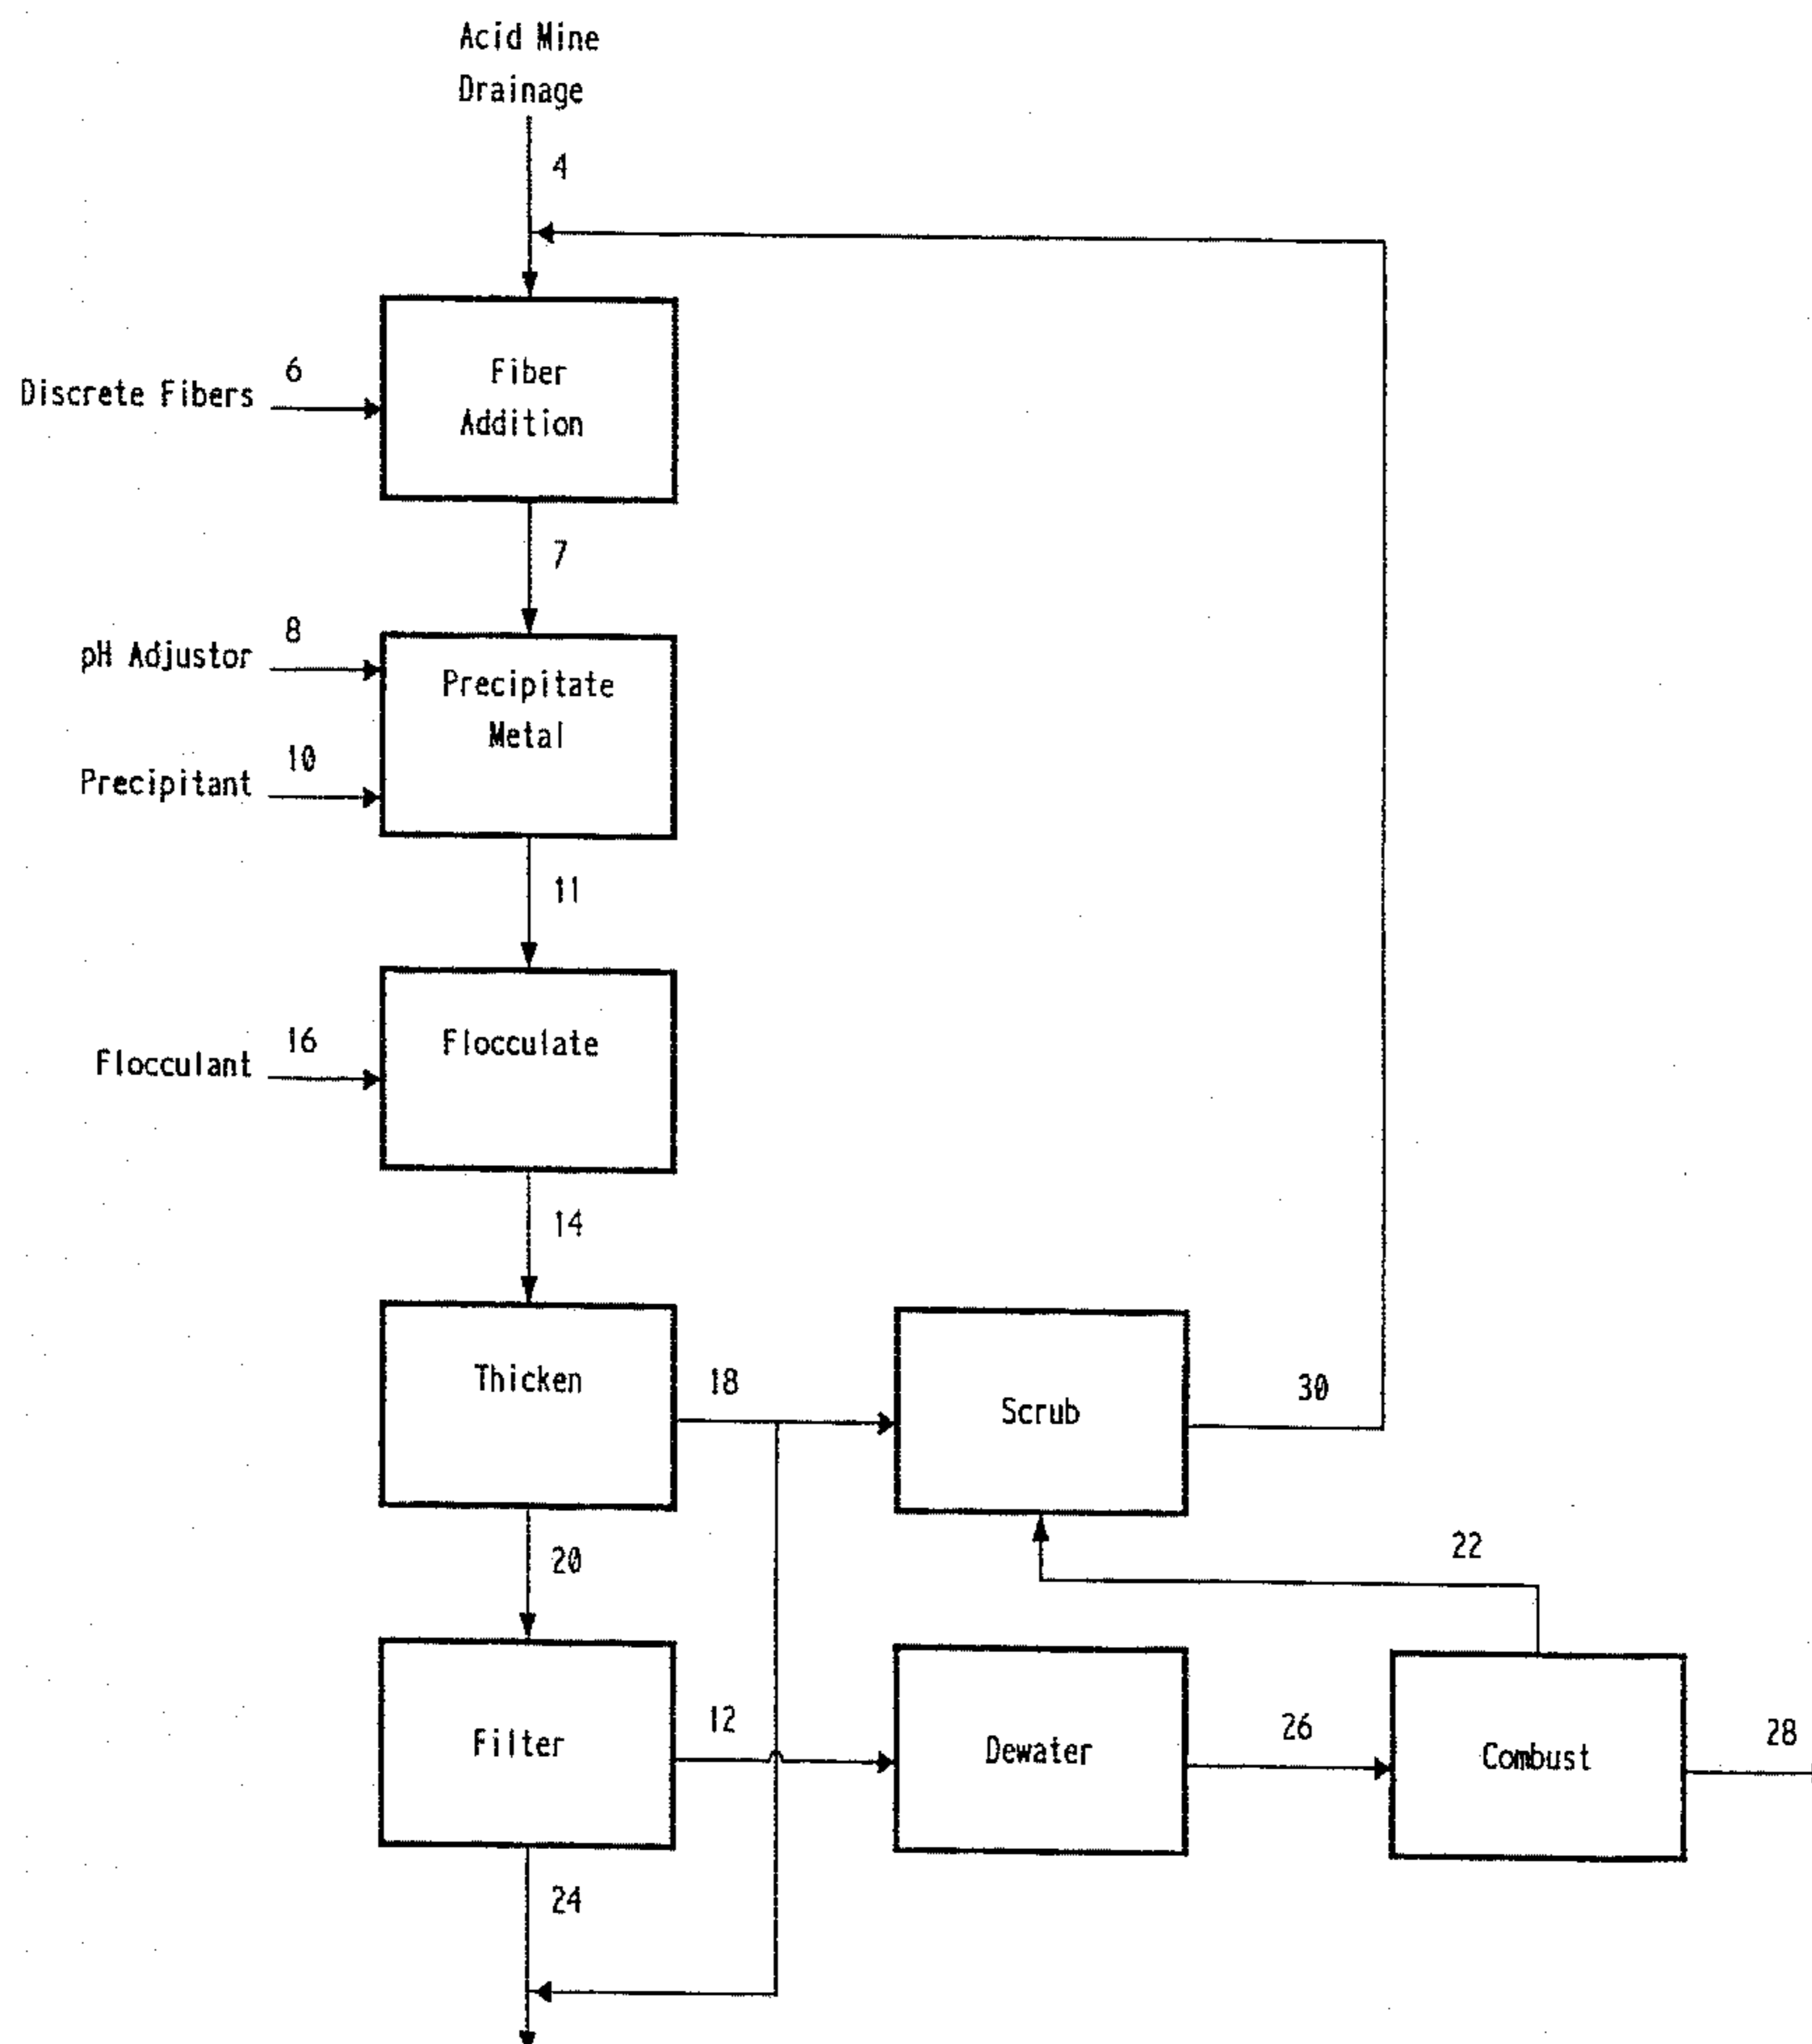 Acid Mine
Drainage
4
6
Discrete Fibers
Fiber
Addition
7
8
pH Adjustor
Precipitate
Metal
10
Precipitant
11
16
Flocculant
Flocculate
14
Thicken
18
Scrub
30
20
22
Filter
12
Dewater
26
Combust
28
24